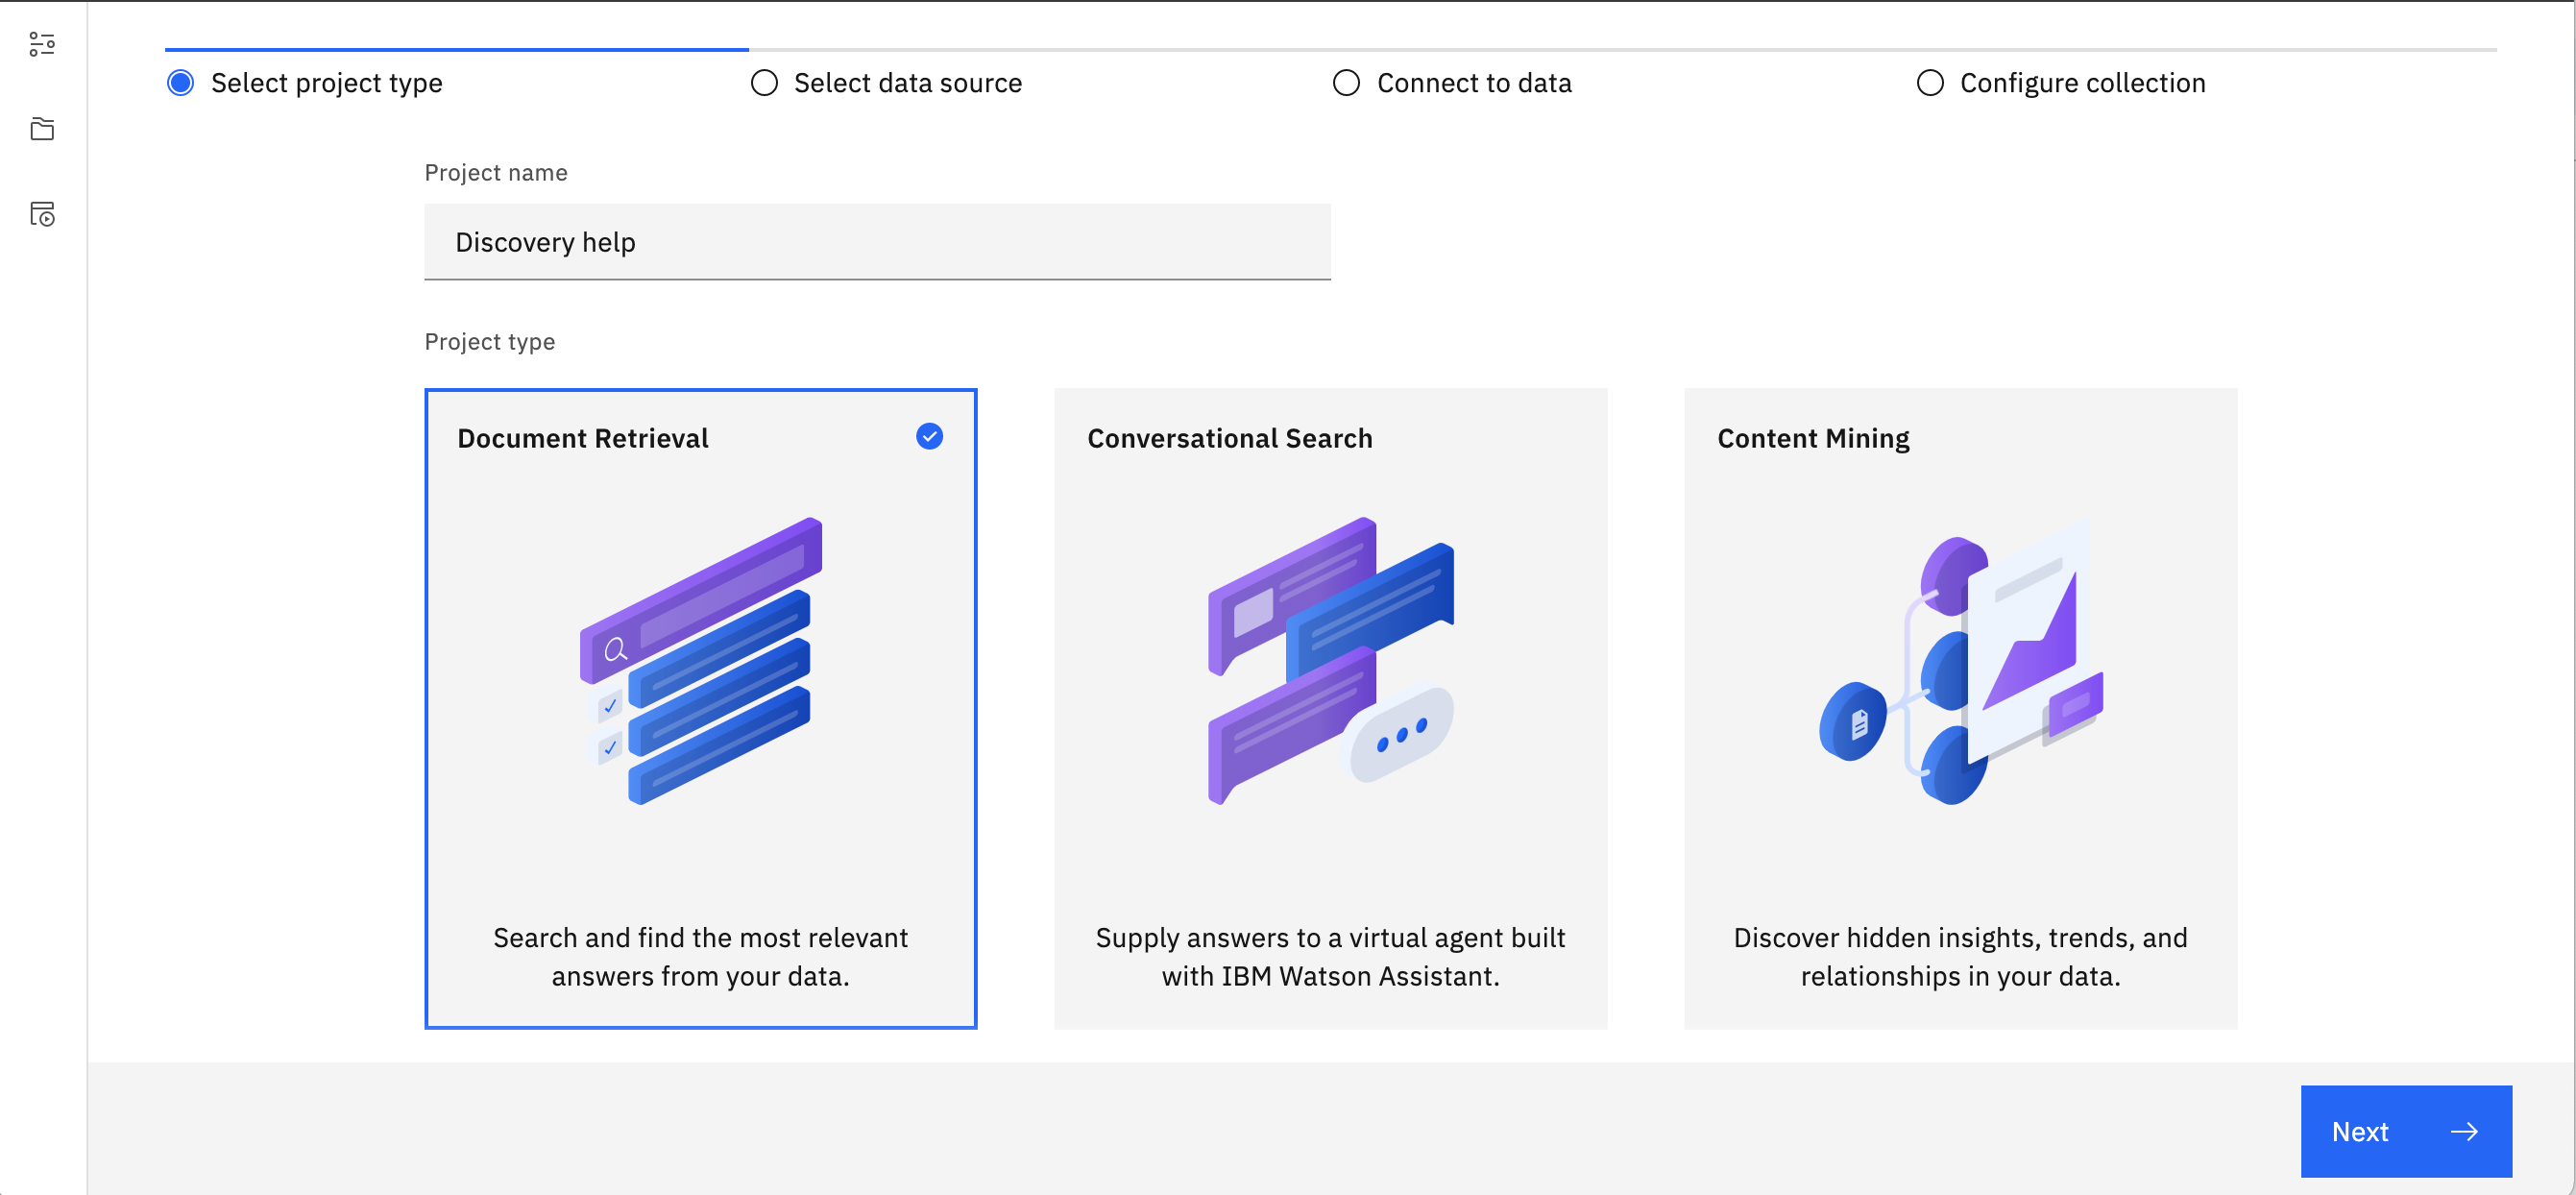 Select project type
Select data source
Connect to data
Configure collection
Project name
Discovery help
Project type
Document Retrieval
Conversational Search
Content Mining
Search and find the most relevant
answers from your data.
Supply answers to a virtual agent built
with IBM Watson Assistant.
Discover hidden insights, trends, and
relationships in your data.
Next